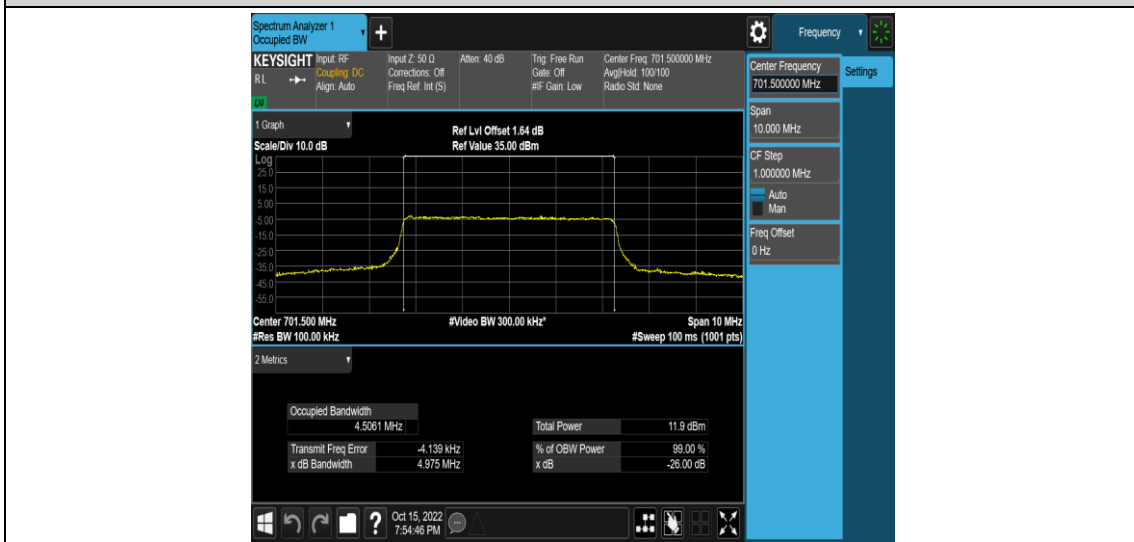 Spectrum Analyzer 1
Occupied BW
+
Frequency
KEYSIGHT
RL
LXI
Input: RF
Coupling: DC
Align: Auto
Input Z: 50 Ω
Corrections: Off
Freq Ref: Int (S)
Atten: 40 dB
Trig: Free Run
Gate: Off
#IF Gain: Low
Center Freq: 701.500000 MHz
Avg|Hold: 100/100
Radio Std: None
Center Frequency
701.500000 MHz
Settings
Span
10.000 MHz
CF Step
1.000000 MHz
Auto
Man
Freq Offset
0 Hz
1 Graph
Scale/Div 10.0 dB
Ref Lvl Offset 1.64 dB
Ref Value 35.00 dBm
Log
25.0
15.0
5.00
-5.00
-15.0
-25.0
-35.0
-45.0
-55.0
Center 701.500 MHz
#Video BW 300.00 kHz*
Span 10 MHz
#Res BW 100.00 kHz
#Sweep 100 ms (1001 pts)
2 Metrics
Occupied Bandwidth
4.5061 MHz
Total Power 11.9 dBm
Transmit Freq Error -4.139 kHz
% of OBW Power 99.00 %
x dB Bandwidth 4.975 MHz
x dB -26.00 dB
?
Oct 15, 2022
7:54:46 PM